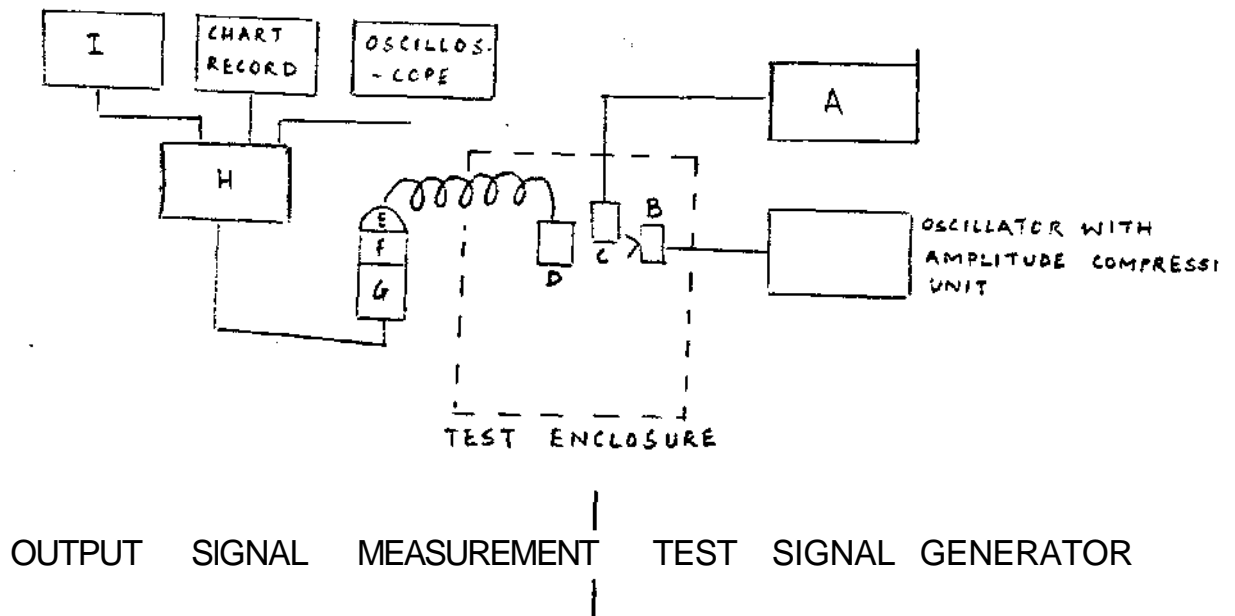 I
CHART
RECORD
OSCILLOS-
- COPE
A
H
B
E
F
G
C
D
OSCILLATOR WITH
AMPLITUDE COMPRESSI
UNIT
TEST ENCLOSURE
OUTPUT SIGNAL MEASUREMENT TEST SIGNAL GENERATOR